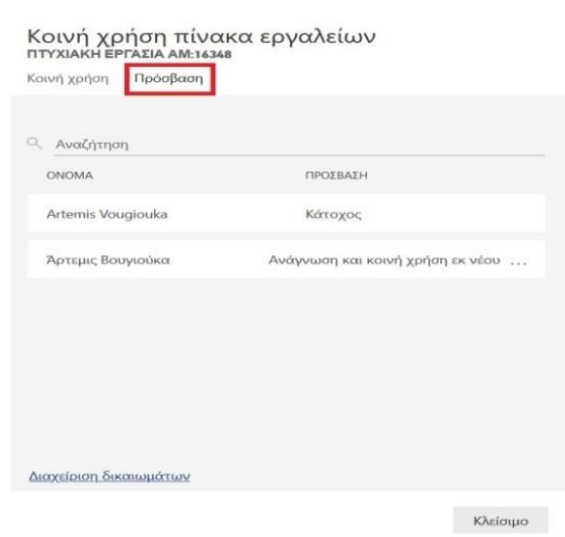 Κοινή χρήση πίνακα εργαλείων
ΠΤΥΧΙΑΚΗ ΕΡΓΑΣΙΑ ΑΜ:16348
Κοινή χρήση Πρόσβαση
Αναζήτηση
ΟΝΟΜΑ ΠΡΟΣΒΑΣΗ
Artemis Vougiouka Κάτοχος
Άρτεμις Βουγιούκα Ανάγνωση και κοινή χρήση εκ νέου ...
Διαχείριση δικαιωμάτων
Κλείσιμο